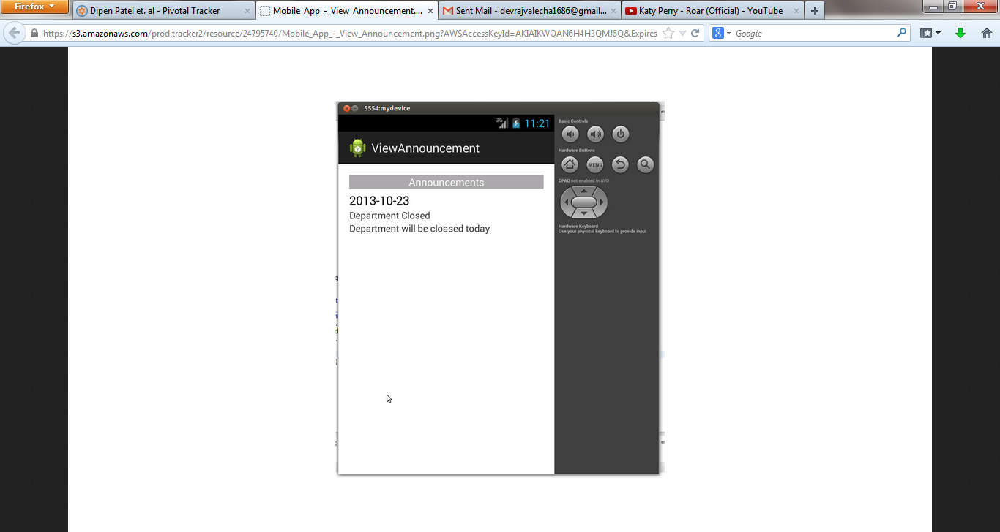 Firefox
Dipen Patel et. al - Pivotal Tracker
Mobile_App_-_View_Announcement....
Sent Mail - devrajvalecha1686@gmail...
Katy Perry - Roar (Official) - YouTube
https://s3.amazonaws.com/prod.tracker2/resource/24795740/Mobile_App_-_View_Announcement.png?AWSAccessKeyId=AKIAIKWOAN6H4H3QMJ6Q&Expires
Google
5554:mydevice
3G 11:21
ViewAnnouncement
Announcements
2013-10-23
Department Closed
Department will be cloased today
Basic Controls
Hardware Buttons
MENU
DPAD not enabled in AVD
Hardware Keyboard
Use your physical keyboard to provide input